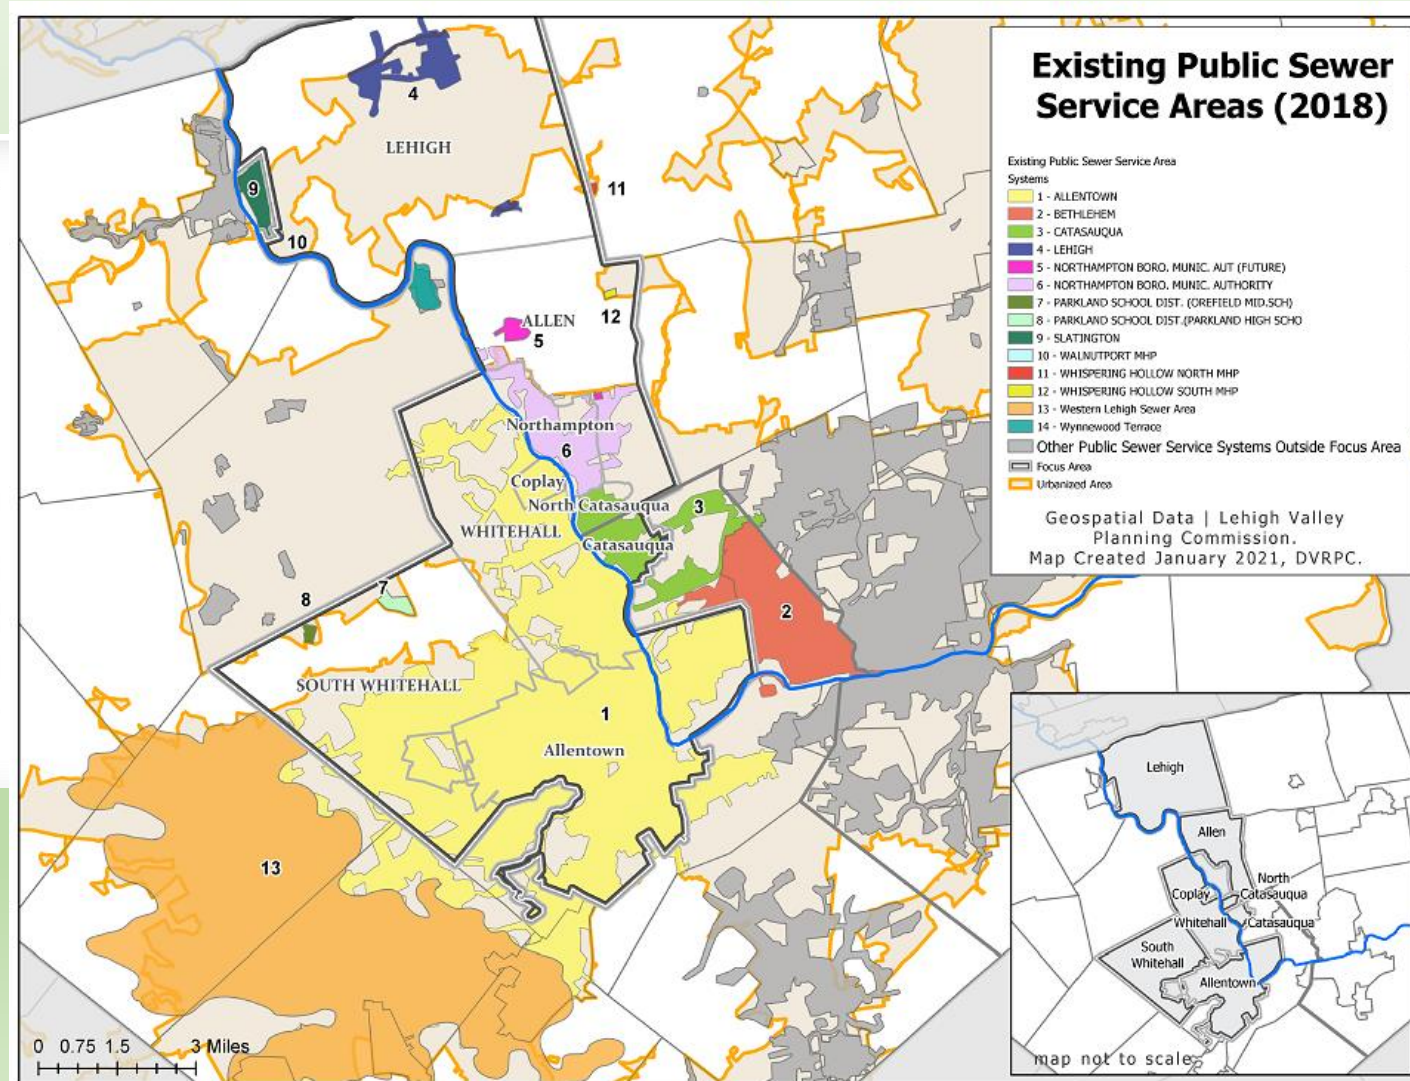 Existing Public Sewer
Service Areas (2018)
Existing Public Sewer Service Area
Systems
1 - ALLENTOWN
2 - BETHLEHEM
3 - CATASAUQUA
4 - LEHIGH
5 - NORTHAMPTON BORO. MUNIC. AUT (FUTURE)
6 - NORTHAMPTON BORO. MUNIC. AUTHORITY
7 - PARKLAND SCHOOL DIST. (OREFIELD MID.SCH)
8 - PARKLAND SCHOOL DIST.(PARKLAND HIGH SCHO
9 - SLATINGTON
10 - WALNUTPORT MHP
11 - WHISPERING HOLLOW NORTH MHP
12 - WHISPERING HOLLOW SOUTH MHP
13 - Western Lehigh Sewer Area
14 - Wynnewood Terrace
Other Public Sewer Service Systems Outside Focus Area
Focus Area
Urbanized Area
Geospatial Data | Lehigh Valley
Planning Commission.
Map Created January 2021, DVRPC.
4
LEHIGH
9
11
10
12
ALLEN
5
Northampton
6
Coplay
North Catasauqua
3
WHITEHALL
Catasauqua
7
8
2
SOUTH WHITEHALL
1
Allentown
13
0 0.75 1.5 3 Miles
Lehigh
Allen
North
Coplay
Catasauqua
Whitehall
Catasauqua
South
Whitehall
Allentown
map not to scale